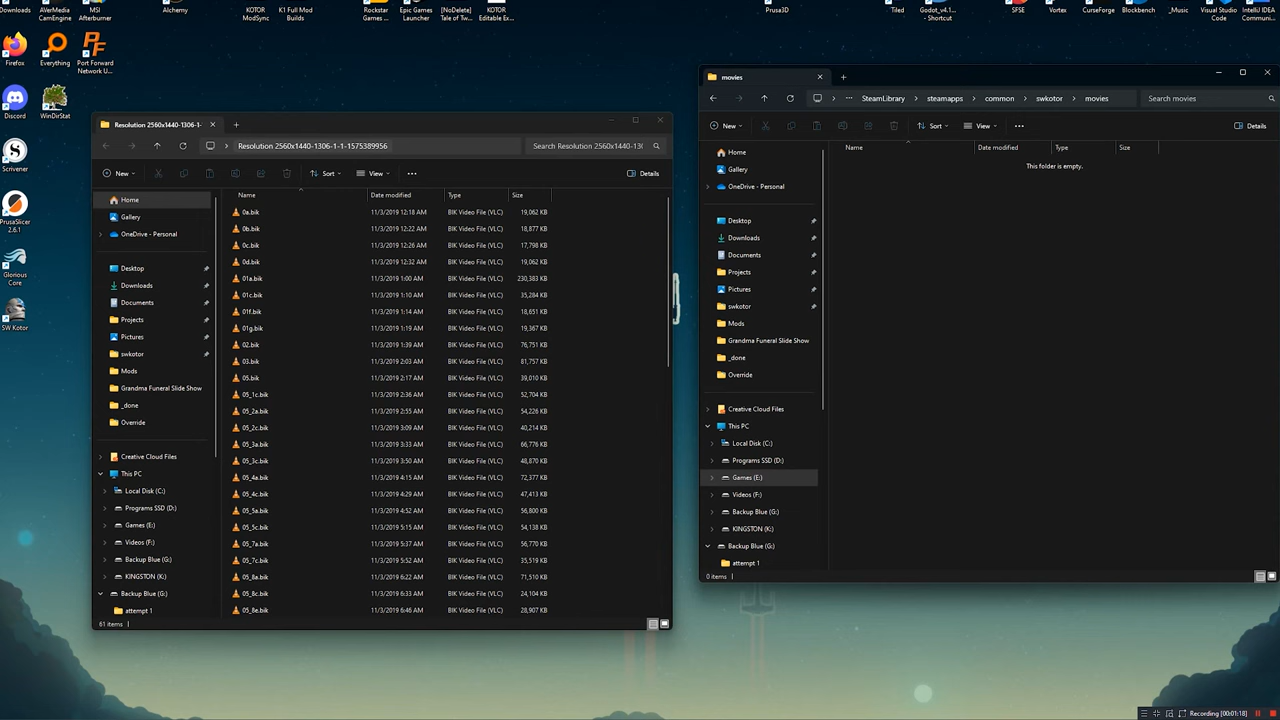 Downloads
AVerMedia
CamEngine
MSI
Afterburner
Alchemy
KOTOR
ModSync
K1 Full Mod
Builds
Rockstar
Games ...
Epic Games
Launcher
[NoDelete]
Tale of Tw...
KOTOR
Editable Ex...
Prusa3D
Tiled
Godot_v4.1...
- Shortcut
SFSE
Vortex
CurseForge
Blockbench
_Music
Visual Studio
Code
IntelliJ IDEA
Communi...
Firefox
Everything
Port Forward
Network U...
Discord
WinDirStat
Scrivener
PrusaSlicer
2.6.1
Glorious
Core
SW Kotor
Resolution 2560x1440-1306-1-
Resolution 2560x1440-1306-1-1-1575389956
Search Resolution 2560x1440-13(
New
Sort
View
Details
Home
Gallery
OneDrive - Personal
Desktop
Downloads
Documents
Projects
Pictures
swkotor
Mods
Grandma Funeral Slide Show
_done
Override
Creative Cloud Files
This PC
Local Disk (C:)
Programs SSD (D:)
Games (E:)
Videos (F:)
Backup Blue (G:)
KINGSTON (K:)
Backup Blue (G:)
attempt 1
Name Date modified Type Size
0a.bik 11/3/2019 12:18 AM BIK Video File (VLC) 19,062 KB
0b.bik 11/3/2019 12:22 AM BIK Video File (VLC) 18,877 KB
0c.bik 11/3/2019 12:26 AM BIK Video File (VLC) 17,798 KB
0d.bik 11/3/2019 12:32 AM BIK Video File (VLC) 19,062 KB
01a.bik 11/3/2019 1:00 AM BIK Video File (VLC) 230,383 KB
01c.bik 11/3/2019 1:10 AM BIK Video File (VLC) 35,284 KB
01f.bik 11/3/2019 1:14 AM BIK Video File (VLC) 18,651 KB
01g.bik 11/3/2019 1:19 AM BIK Video File (VLC) 19,367 KB
02.bik 11/3/2019 1:39 AM BIK Video File (VLC) 76,751 KB
03.bik 11/3/2019 2:03 AM BIK Video File (VLC) 81,757 KB
05.bik 11/3/2019 2:17 AM BIK Video File (VLC) 39,010 KB
05_1c.bik 11/3/2019 2:36 AM BIK Video File (VLC) 52,704 KB
05_2a.bik 11/3/2019 2:55 AM BIK Video File (VLC) 54,226 KB
05_2c.bik 11/3/2019 3:09 AM BIK Video File (VLC) 40,214 KB
05_3a.bik 11/3/2019 3:33 AM BIK Video File (VLC) 66,776 KB
05_3c.bik 11/3/2019 3:50 AM BIK Video File (VLC) 48,870 KB
05_4a.bik 11/3/2019 4:15 AM BIK Video File (VLC) 72,377 KB
05_4c.bik 11/3/2019 4:29 AM BIK Video File (VLC) 47,413 KB
05_5a.bik 11/3/2019 4:52 AM BIK Video File (VLC) 56,800 KB
05_5c.bik 11/3/2019 5:15 AM BIK Video File (VLC) 54,138 KB
05_7a.bik 11/3/2019 5:37 AM BIK Video File (VLC) 56,770 KB
05_7c.bik 11/3/2019 5:52 AM BIK Video File (VLC) 35,519 KB
05_8a.bik 11/3/2019 6:22 AM BIK Video File (VLC) 71,510 KB
05_8c.bik 11/3/2019 6:33 AM BIK Video File (VLC) 24,104 KB
05_8e.bik 11/3/2019 6:46 AM BIK Video File (VLC) 28,907 KB
61 items
movies
SteamLibrary > steamapps > common > swkotor > movies
Search movies
New
Sort
View
Details
Home
Gallery
OneDrive - Personal
Desktop
Downloads
Documents
Projects
Pictures
swkotor
Mods
Grandma Funeral Slide Show
_done
Override
Creative Cloud Files
This PC
Local Disk (C:)
Programs SSD (D:)
Games (E:)
Videos (F:)
Backup Blue (G:)
KINGSTON (K:)
Backup Blue (G:)
attempt 1
Name Date modified Type Size
This folder is empty.
0 items
Recording [00:01:18]